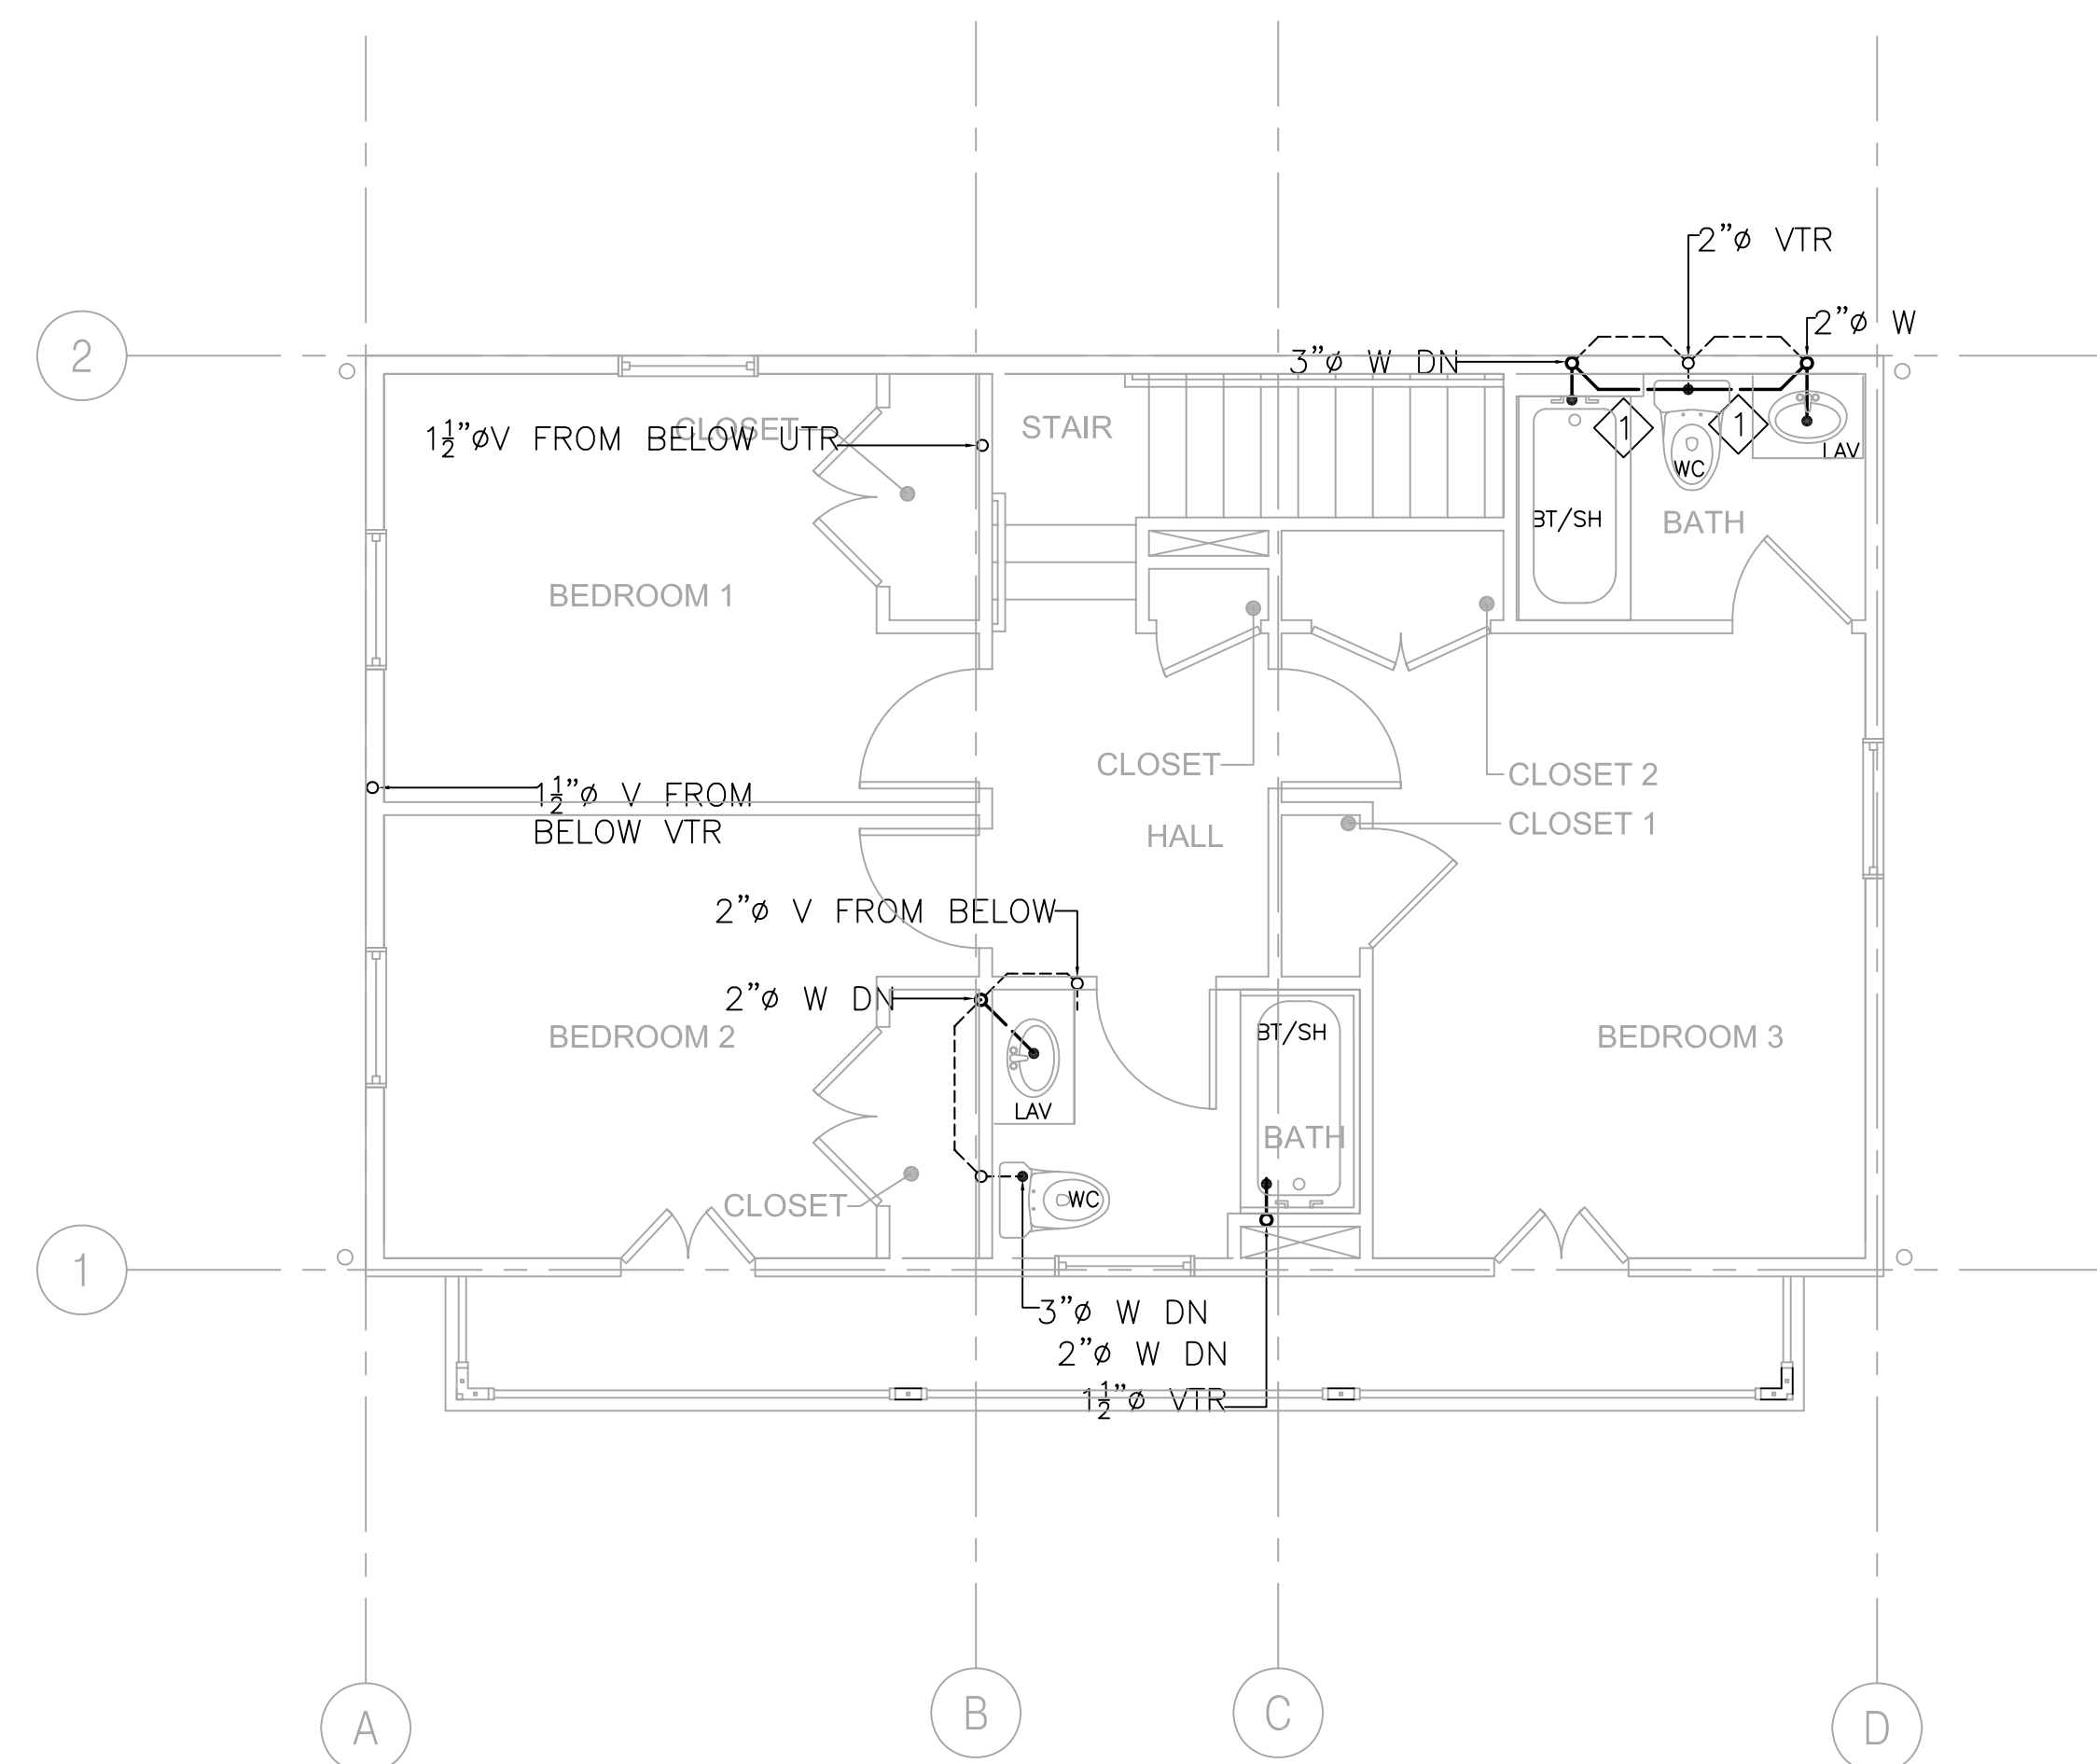 2”ø VTR
2”ø W
2
3”ø W DN
CLOSET
1½”øV FROM BELOW UTR
STAIR
1
1
LAV
WC
BT/SH
BATH
BEDROOM 1
CLOSET
CLOSET 2
1½”ø V FROM
BELOW VTR
CLOSET 1
HALL
2”ø V FROM BELOW
2”ø W DN
BEDROOM 2
BT/SH
BEDROOM 3
LAV
BATH
WC
CLOSET
1
3”ø W DN
2”ø W DN
1½”ø VTR
A
B
C
D